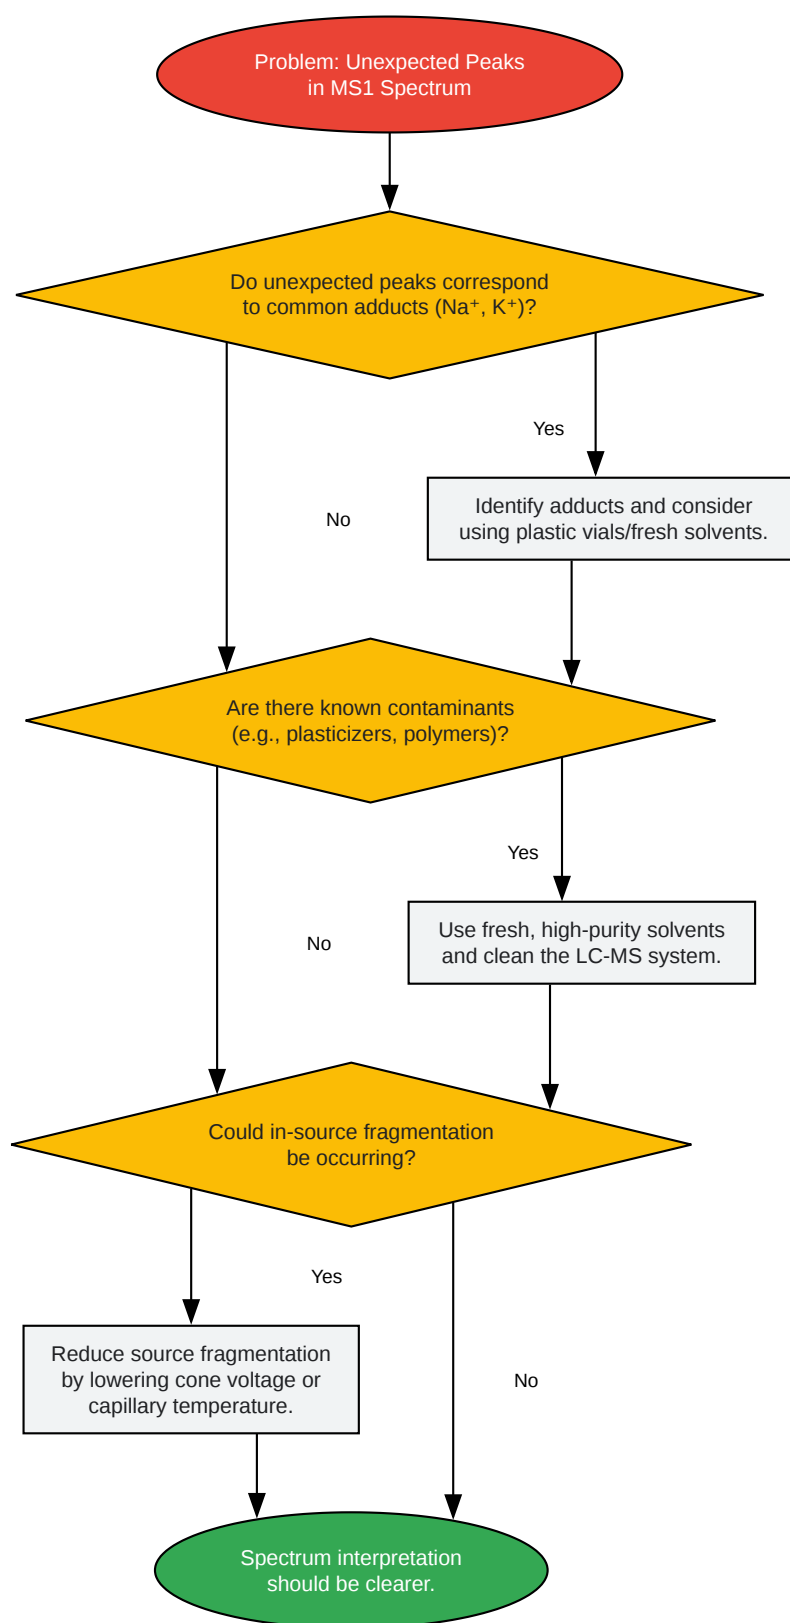 Problem: Unexpected Peaks
in MS1 Spectrum
Do unexpected peaks correspond
to common adducts (Na⁺, K⁺)?
Yes
Identify adducts and consider
using plastic vials/fresh solvents.
No
Are there known contaminants
(e.g., plasticizers, polymers)?
Yes
Use fresh, high-purity solvents
and clean the LC-MS system.
No
Could in-source fragmentation
be occurring?
Yes
Reduce source fragmentation
by lowering cone voltage or
capillary temperature.
No
Spectrum interpretation
should be clearer.